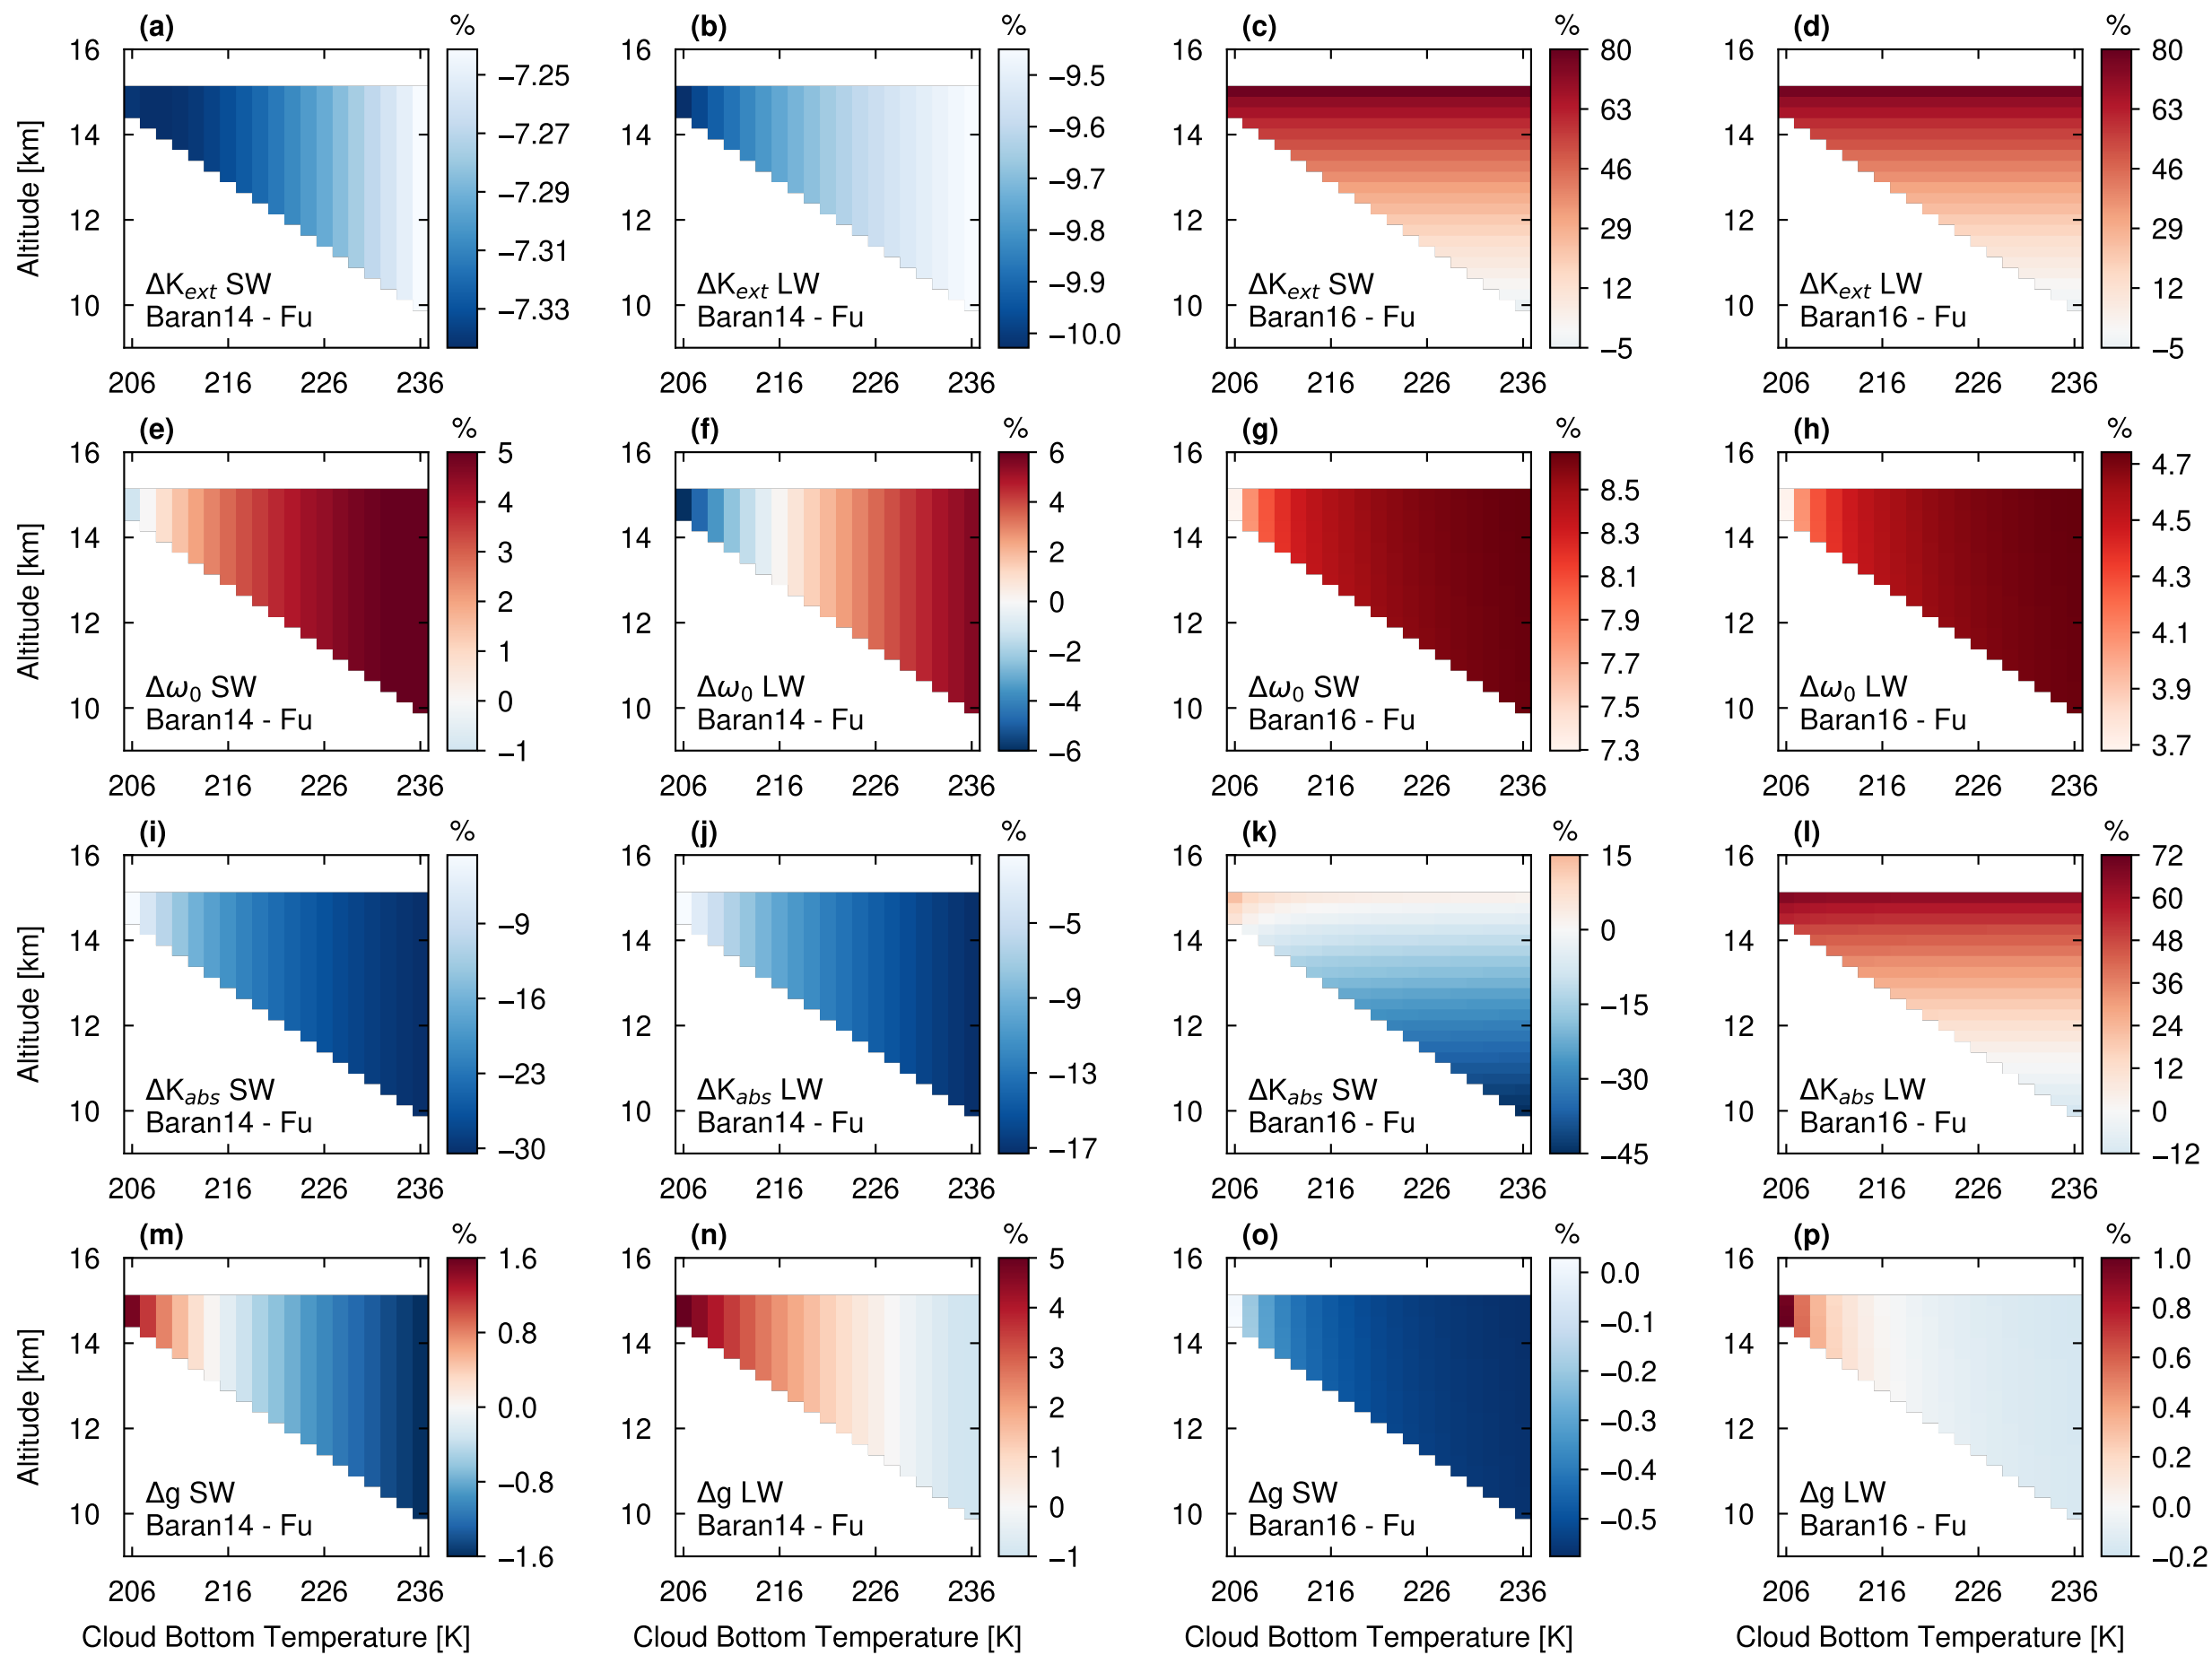 (a) % (b) % (c) % (d) %
16 −7.25 −9.5 80 80
14 −7.27 −9.6 14 63 14 63
Altitude [km] −7.29 −9.7 46 46
12 −7.31 −9.8 12 29 12 29
10 −7.33 −9.9 10 12 10 12
−10.0 −5 −5
ΔK_ext SW ΔK_ext LW ΔK_ext SW ΔK_ext LW
Baran14 - Fu Baran14 - Fu Baran16 - Fu Baran16 - Fu
206 216 226 236 206 216 226 236 206 216 226 236 206 216 226 236
(e) % (f) % (g) % (h) %
16 5 16 6 16 8.5 16 4.7
14 4 14 4 14 8.3 14 4.5
Altitude [km] 3 2 8.1 4.3
12 2 12 0 12 7.9 12 4.1
1 −2 7.7 3.9
10 0 10 −4 10 7.5 10 3.7
−1 −6 7.3
Δω₀ SW Δω₀ LW Δω₀ SW Δω₀ LW
Baran14 - Fu Baran14 - Fu Baran16 - Fu Baran16 - Fu
206 216 226 236 206 216 226 236 206 216 226 236 206 216 226 236
(i) % (j) % (k) % (l) %
16 16 16 15 16 72
14 −9 14 −5 14 0 14 60
Altitude [km] −16 −9 −15 48
12 −23 12 −13 12 −30 12 36
10 −30 10 −17 10 −45 10 24
12
0
−12
ΔK_abs SW ΔK_abs LW ΔK_abs SW ΔK_abs LW
Baran14 - Fu Baran14 - Fu Baran16 - Fu Baran16 - Fu
206 216 226 236 206 216 226 236 206 216 226 236 206 216 226 236
(m) % (n) % (o) % (p) %
16 1.6 16 5 16 0.0 16 1.0
14 0.8 14 4 14 −0.1 14 0.8
Altitude [km] 0.0 3 −0.2 0.6
12 −0.8 12 2 12 −0.3 12 0.4
10 −1.6 10 1 10 −0.4 10 0.2
0 −0.5 0.0
−1 −0.2
Δg SW Δg LW Δg SW Δg LW
Baran14 - Fu Baran14 - Fu Baran16 - Fu Baran16 - Fu
206 216 226 236 206 216 226 236 206 216 226 236 206 216 226 236
Cloud Bottom Temperature [K] Cloud Bottom Temperature [K] Cloud Bottom Temperature [K] Cloud Bottom Temperature [K]